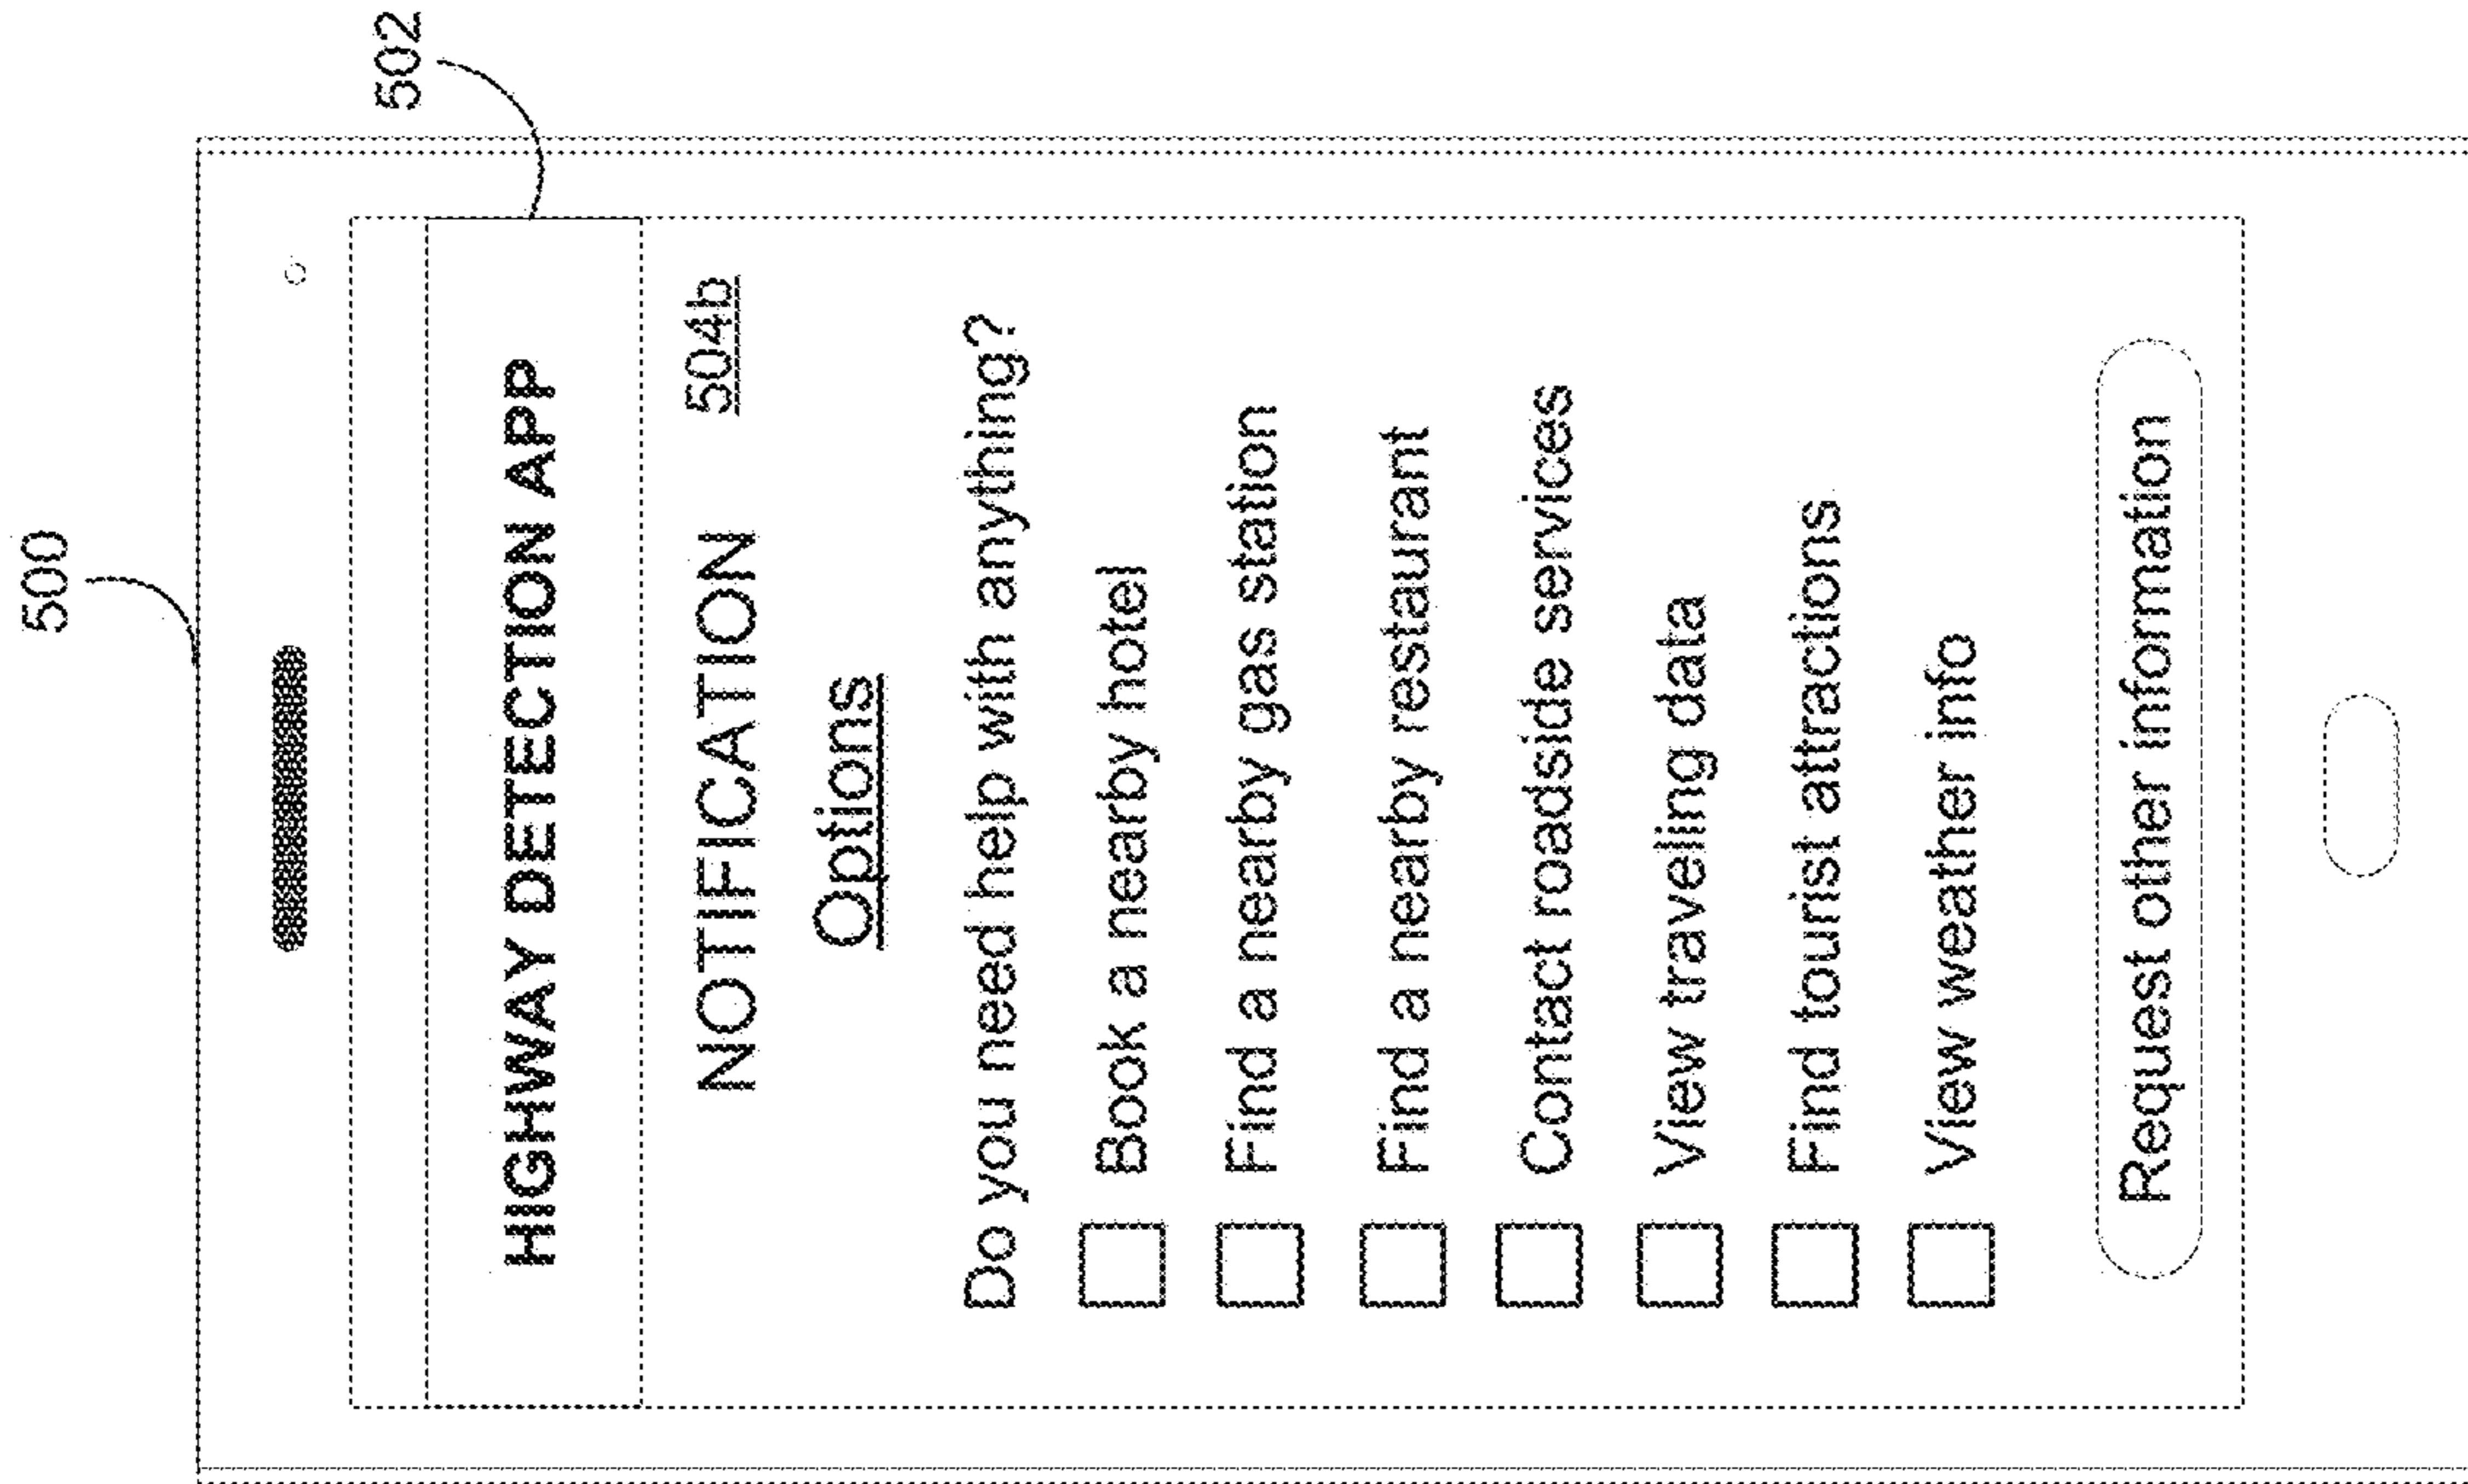 500
502
HIGHWAY DETECTION APP
NOTIFICATION 504b
Options
Do you need help with anything?
Book a nearby hotel
Find a nearby gas station
Find a nearby restaurant
Contact roadside services
View traveling data
Find tourist attractions
View weather info
Request other information